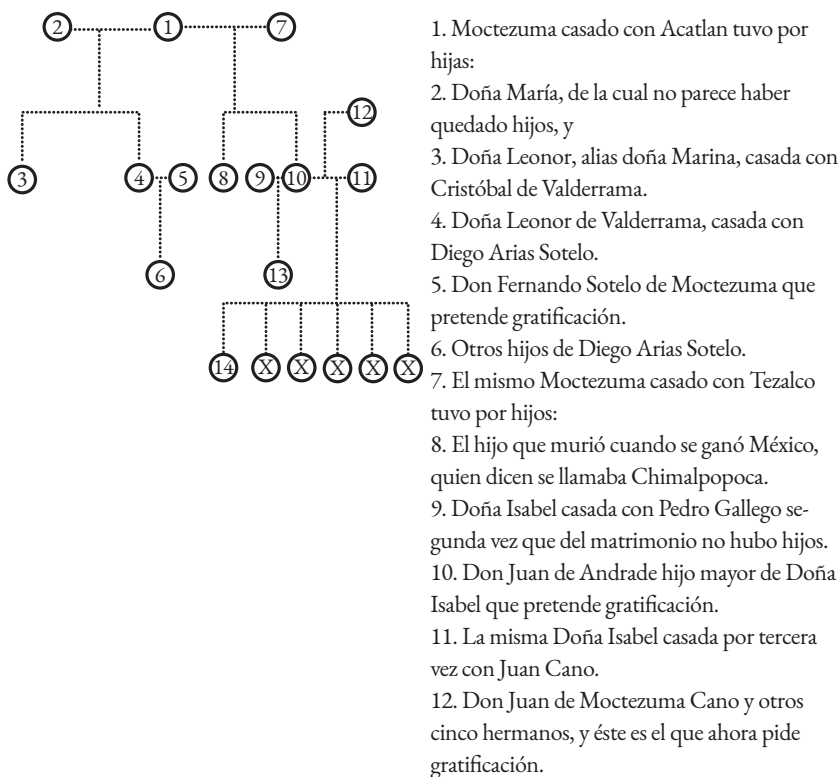 2
1
7
12
3
4
5
8
9
10
11
6
13
14
X
X
X
X
X
1. Moctezuma casado con Acatlan tuvo por
hijas:
2. Doña María, de la cual no parece haber
quedado hijos, y
3. Doña Leonor, alias doña Marina, casada con
Cristóbal de Valderrama.
4. Doña Leonor de Valderrama, casada con
Diego Arias Sotelo.
5. Don Fernando Sotelo de Moctezuma que
pretende gratificación.
6. Otros hijos de Diego Arias Sotelo.
7. El mismo Moctezuma casado con Tezalco
tuvo por hijos:
8. El hijo que murió cuando se ganó México,
quien dicen se llamaba Chimalpopoca.
9. Doña Isabel casada con Pedro Gallego se-
gunda vez que del matrimonio no hubo hijos.
10. Don Juan de Andrade hijo mayor de Doña
Isabel que pretende gratificación.
11. La misma Doña Isabel casada por tercera
vez con Juan Cano.
12. Don Juan de Moctezuma Cano y otros
cinco hermanos, y éste es el que ahora pide
gratificación.